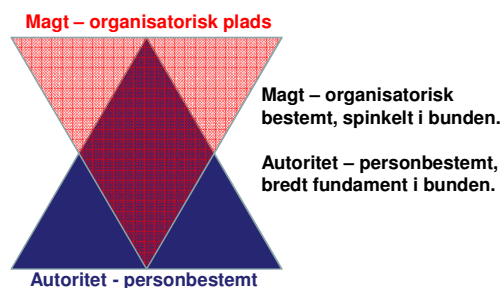 Magt – organisatorisk plads
Magt – organisatorisk
bestemt, spinkelt i bunden.
Autoritet – personbestemt,
bredt fundament i bunden.
Autoritet - personbestemt